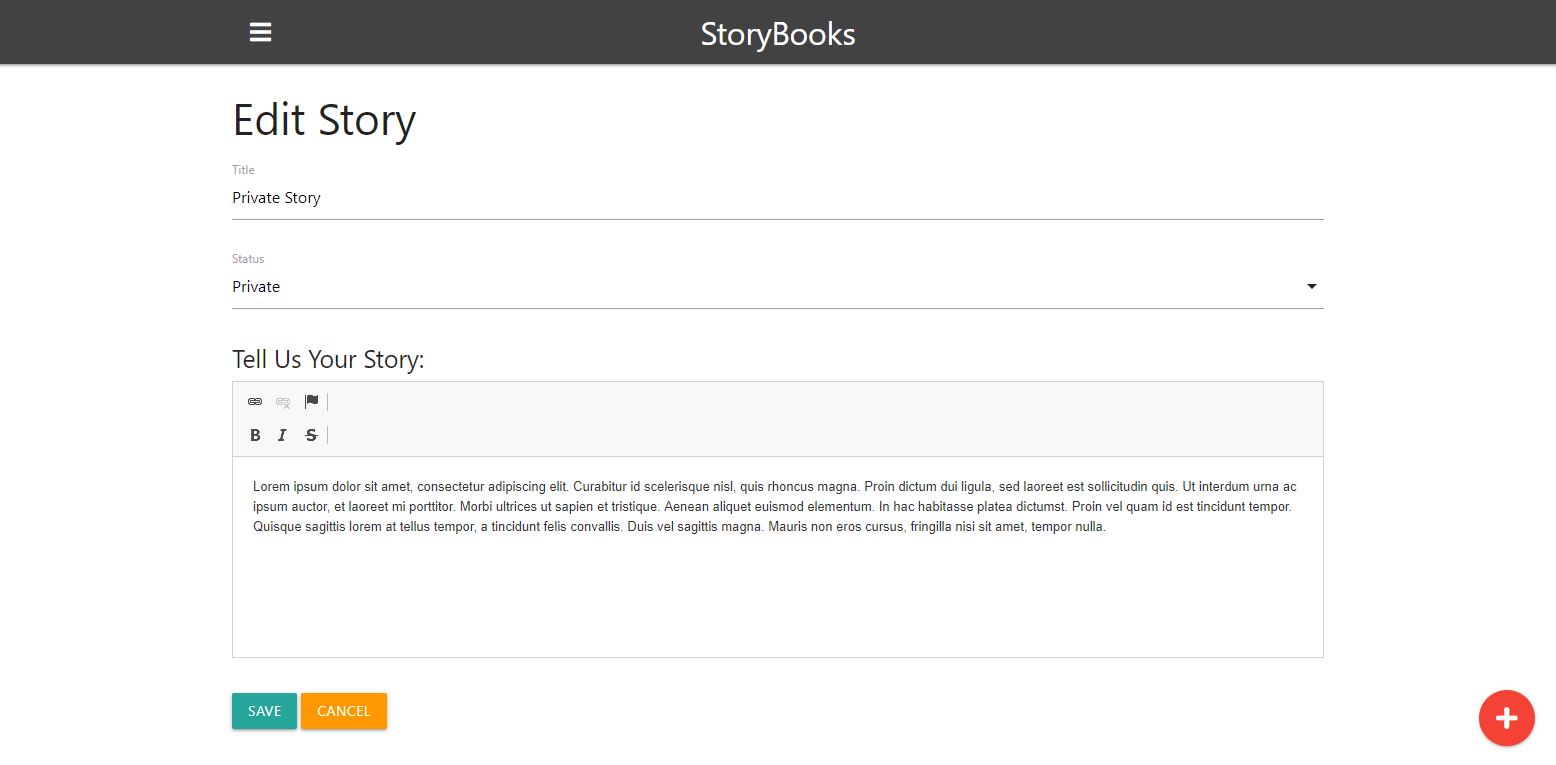 StoryBooks
Edit Story
Title
Private Story
Status
Private
Tell Us Your Story:
B I S
Lorem ipsum dolor sit amet, consectetur adipiscing elit. Curabitur id scelerisque nisl, quis rhoncus magna. Proin dictum dui ligula, sed laoreet est sollicitudin quis. Ut interdum urna ac
ipsum auctor, et laoreet mi porttitor. Morbi ultrices ut sapien et tristique. Aenean aliquet euismod elementum. In hac habitasse platea dictumst. Proin vel quam id est tincidunt tempor.
Quisque sagittis lorem at tellus tempor, a tincidunt felis convallis. Duis vel sagittis magna. Mauris non eros cursus, fringilla nisi sit amet, tempor nulla.
SAVE CANCEL